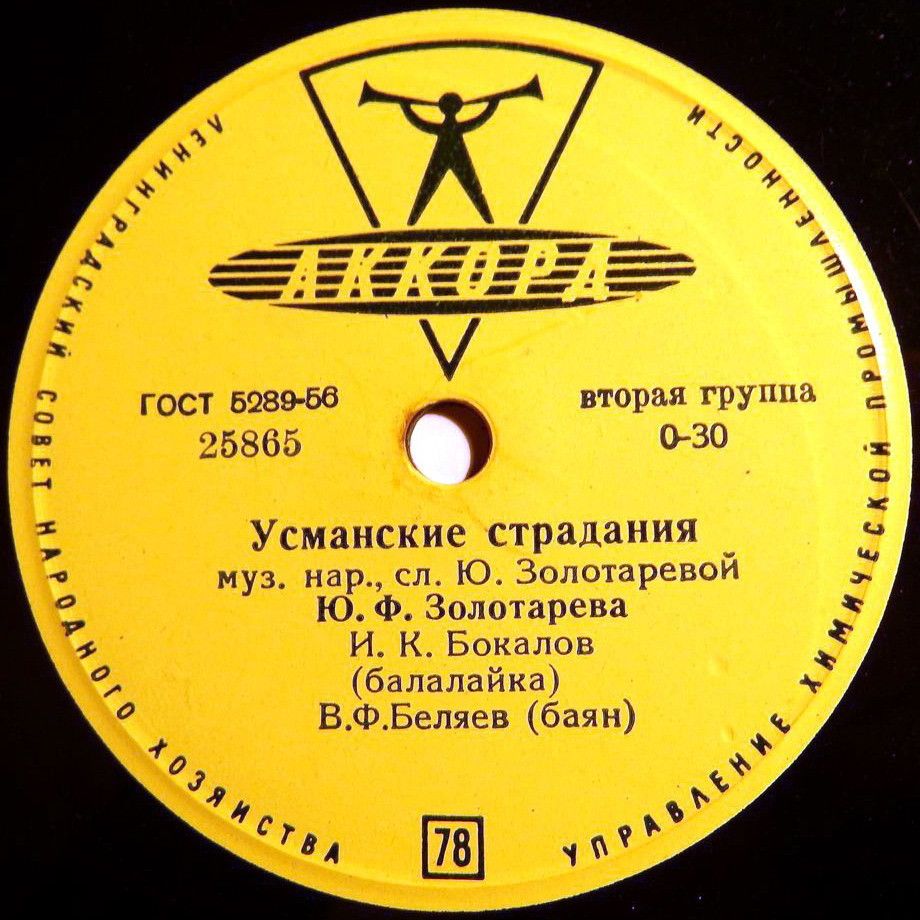 АККОРД
ГОСТ 5289-56
25865
вторая группа
0-30
Усманские страдания
муз. нар., сл. Ю. Золотаревой
Ю. Ф. Золотарева
И. К. Бокалов
(балалайка)
В.Ф.Беляев (баян)
78
ЛЕНИНГРАДСКИЙ СОВЕТ НАРОДНОГО ХОЗЯЙСТВА
УПРАВЛЕНИЕ ХИМИЧЕСКОЙ ПРОМЫШЛЕННОСТИ